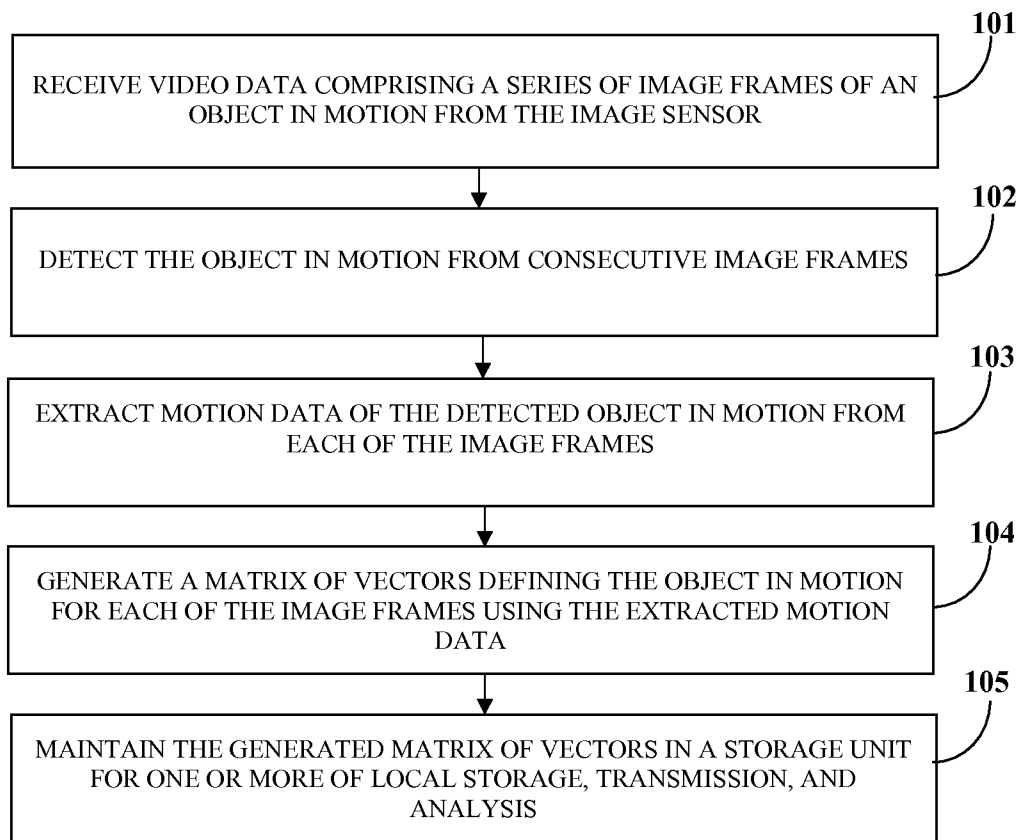 101
RECEIVE VIDEO DATA COMPRISING A SERIES OF IMAGE FRAMES OF AN
OBJECT IN MOTION FROM THE IMAGE SENSOR
102
DETECT THE OBJECT IN MOTION FROM CONSECUTIVE IMAGE FRAMES
103
EXTRACT MOTION DATA OF THE DETECTED OBJECT IN MOTION FROM
EACH OF THE IMAGE FRAMES
104
GENERATE A MATRIX OF VECTORS DEFINING THE OBJECT IN MOTION
FOR EACH OF THE IMAGE FRAMES USING THE EXTRACTED MOTION
DATA
105
MAINTAIN THE GENERATED MATRIX OF VECTORS IN A STORAGE UNIT
FOR ONE OR MORE OF LOCAL STORAGE, TRANSMISSION, AND
ANALYSIS